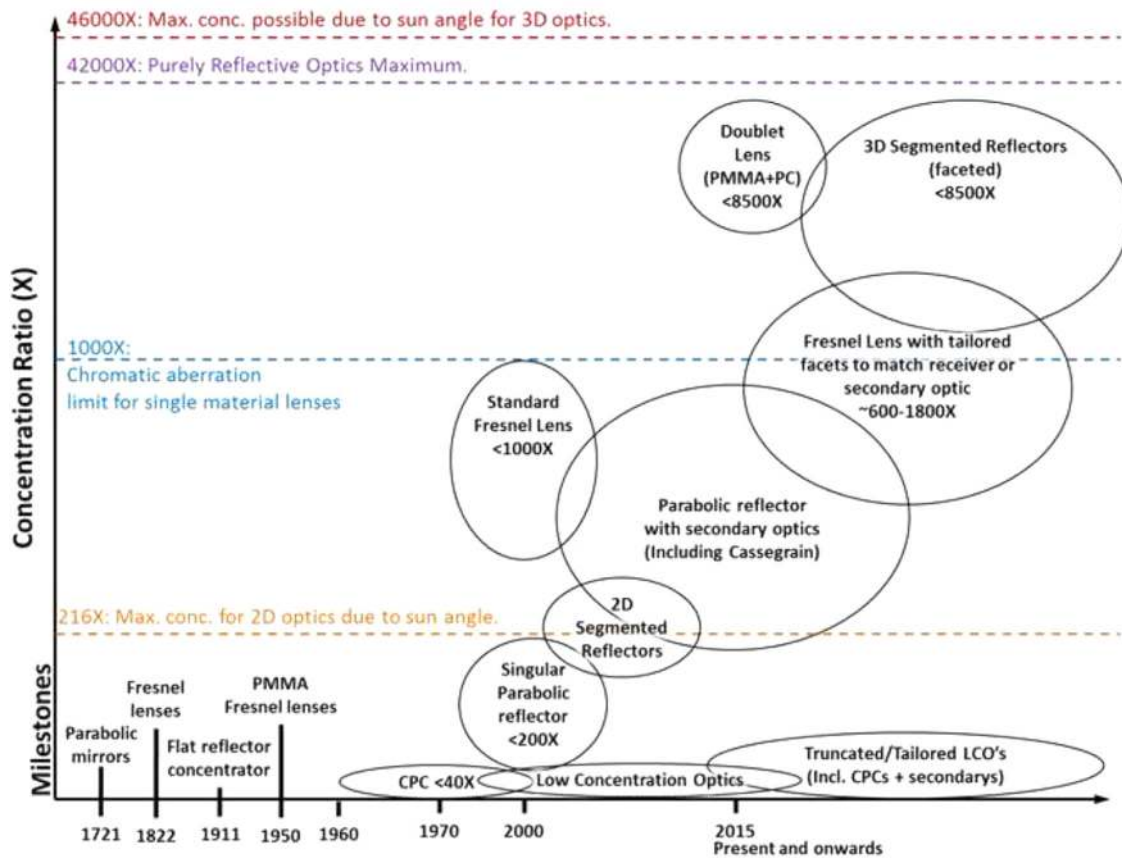 46000X: Max. conc. possible due to sun angle for 3D optics.
42000X: Purely Reflective Optics Maximum.
Doublet
Lens
(PMMA+PC)
<8500X
3D Segmented Reflectors
(faceted)
<8500X
Concentration Ratio (X)
1000X:
Chromatic aberration
limit for single material lenses
Fresnel Lens with tailored
facets to match receiver or
secondary optic
~600-1800X
Standard
Fresnel Lens
<1000X
Parabolic reflector
with secondary optics
(Including Cassegrain)
216X: Max. conc. for 2D optics due to sun angle.
2D
Segmented
Reflectors
Singular
Parabolic
reflector
<200X
Milestones
Parabolic
mirrors
Fresnel
lenses
Flat reflector
concentrator
PMMA
Fresnel lenses
CPC <40X
Low Concentration Optics
Truncated/Tailored LCO's
(Incl. CPCs + secondarys)
1721
1822
1911
1950
1960
1970
2000
2015
Present and onwards